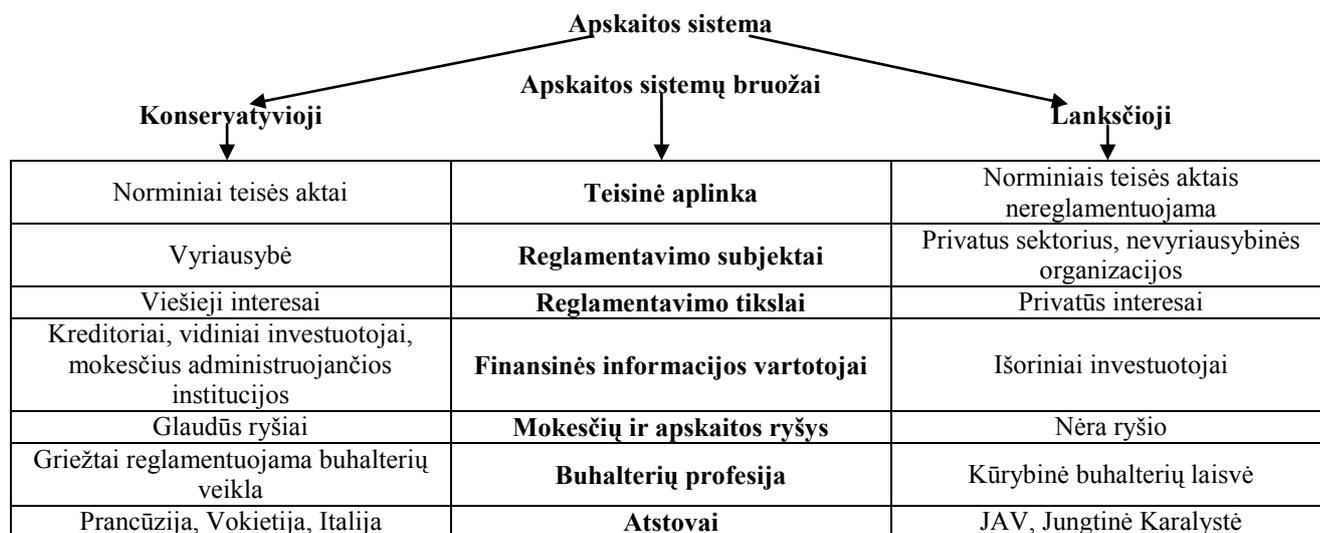 Apskaitos sistema
Apskaitos sistemų bruožai
Konservatyvioji
Lanksčioji
Norminiai teisės aktai
Teisinė aplinka
Norminiais teisės aktais
nereglamentuojama
Vyriausybė
Reglamentavimo subjektai
Privatus sektorius, nevyriausybinės
organizacijos
Viešieji interesai
Reglamentavimo tikslai
Privatūs interesai
Kreditoriai, vidiniai investuotojai,
mokesčius administruojančios
institucijos
Finansinės informacijos vartotojai
Išoriniai investuotojai
Glaudūs ryšiai
Mokesčių ir apskaitos ryšys
Nėra ryšio
Griežtai reglamentuojama buhalterių
veikla
Buhalterių profesija
Kūrybinė buhalterių laisvė
Prancūzija, Vokietija, Italija
Atstovai
JAV, Jungtinė Karalystė